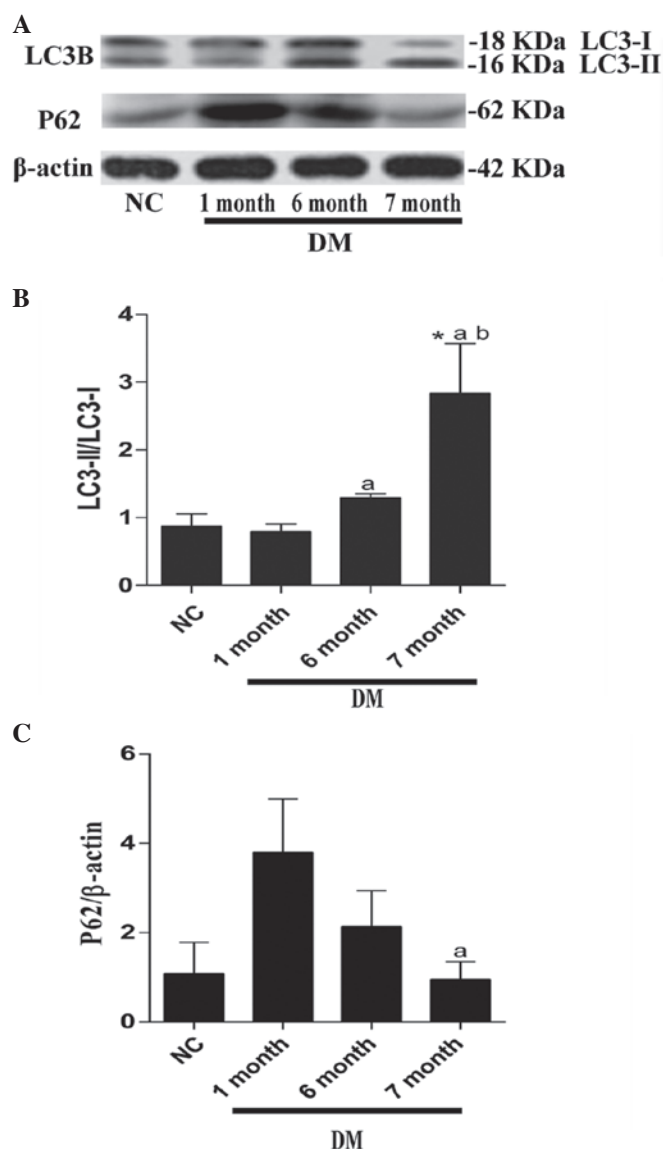 A
LC3B
-18 KDa LC3-I
-16 KDa LC3-II
P62
-62 KDa
β-actin
-42 KDa
NC 1 month 6 month 7 month
DM
B
LC3-II/LC3-I
4
3
2
1
0
* a b
a
NC
1 month
6 month
7 month
DM
C
P62/β-actin
6
4
2
0
a
NC
1 month
6 month
7 month
DM